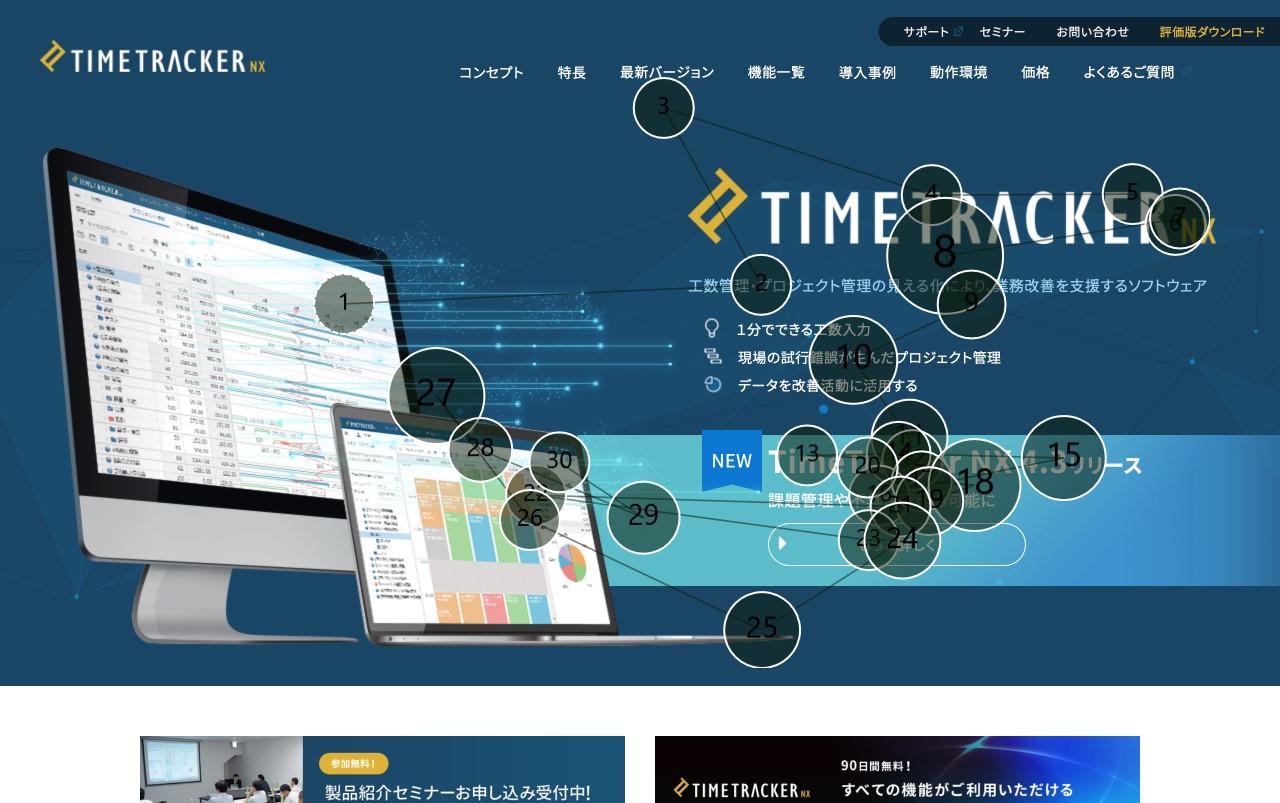 サポート セミナー お問い合わせ 評価版ダウンロード
TIMETRACKER NX
コンセプト 特長 最新バージョン 機能一覧 導入事例 動作環境 価格 よくあるご質問
TIMETRACKER NX
工数管理・プロジェクト管理の見える化により、業務改善を支援するソフトウェア
1分でできる工数入力
現場の試行錯誤が生んだプロジェクト管理
データを改善活動に活用する
NEW
TimeTracker NX 4.3リリース
課題管理や
可能に
詳しく
1
2
3
4
5
6
7
8
9
10
11
13
15
18
19
20
22
23
24
25
26
27
28
29
30
参加無料！
製品紹介セミナーお申し込み受付中!
90日間無料！
TIMETRACKER NX
すべての機能がご利用いただける